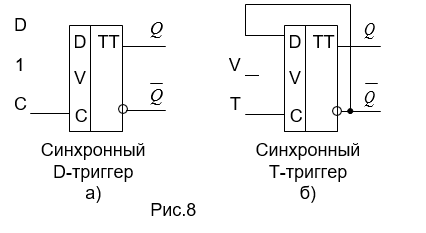 D
1
C
D TT
V
C
Q
Q
V
T
D TT
V
C
Q
Q
Синхронный
D-триггер
а)
Синхронный
Т-триггер
б)
Рис.8